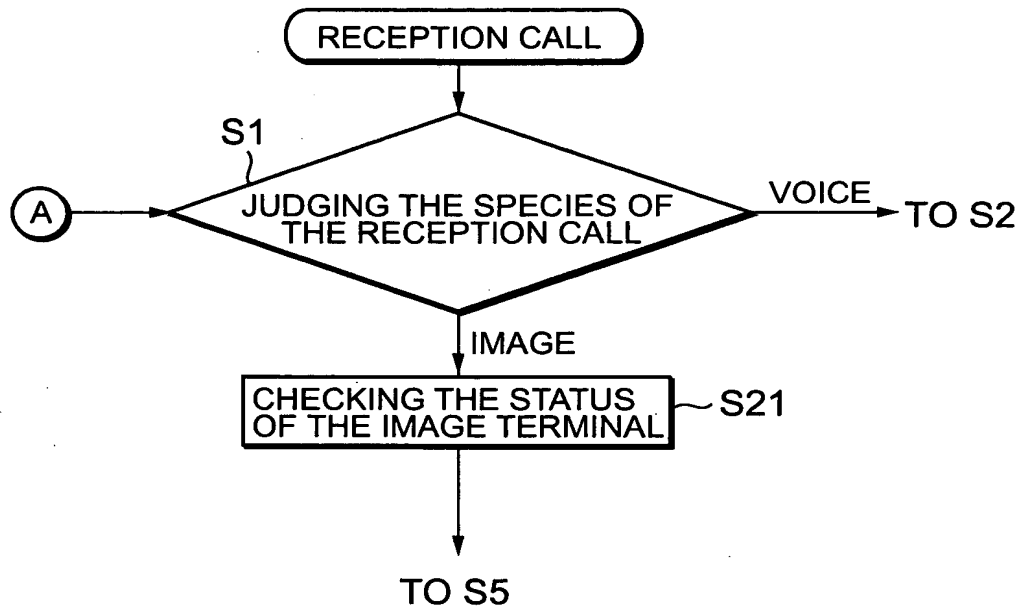 RECEPTION CALL
S1
A
JUDGING THE SPECIES OF
THE RECEPTION CALL
VOICE
TO S2
IMAGE
CHECKING THE STATUS
OF THE IMAGE TERMINAL
S21
TO S5